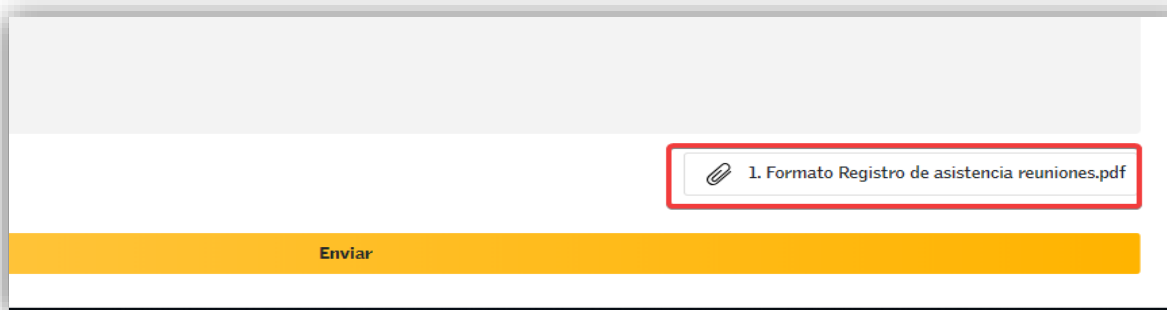 1. Formato Registro de asistencia reuniones.pdf
Enviar